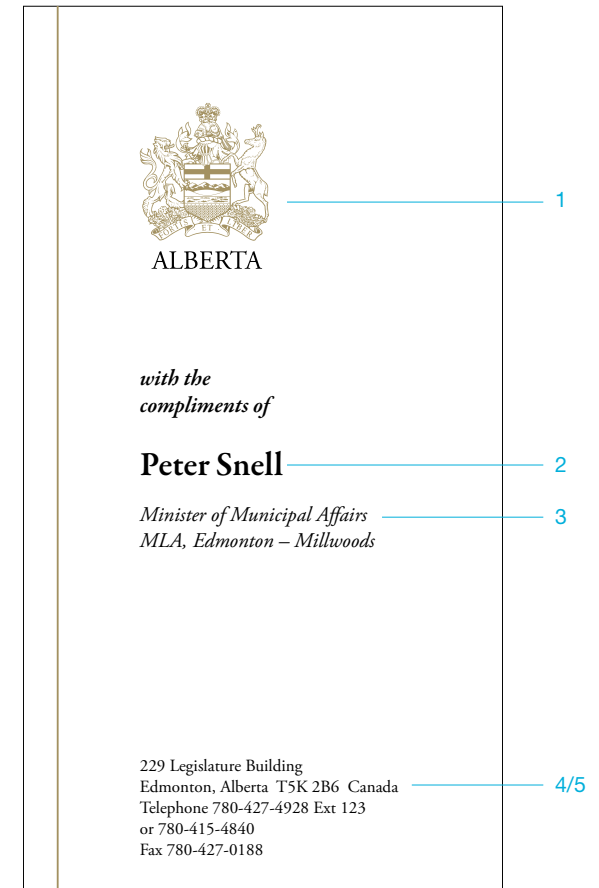 FORTIS ET LIBER
ALBERTA
1
with the
compliments of
Peter Snell
2
Minister of Municipal Affairs
3
MLA, Edmonton – Millwoods
229 Legislature Building
Edmonton, Alberta  T5K 2B6  Canada
4/5
Telephone 780-427-4928 Ext 123
or 780-415-4840
Fax 780-427-0188